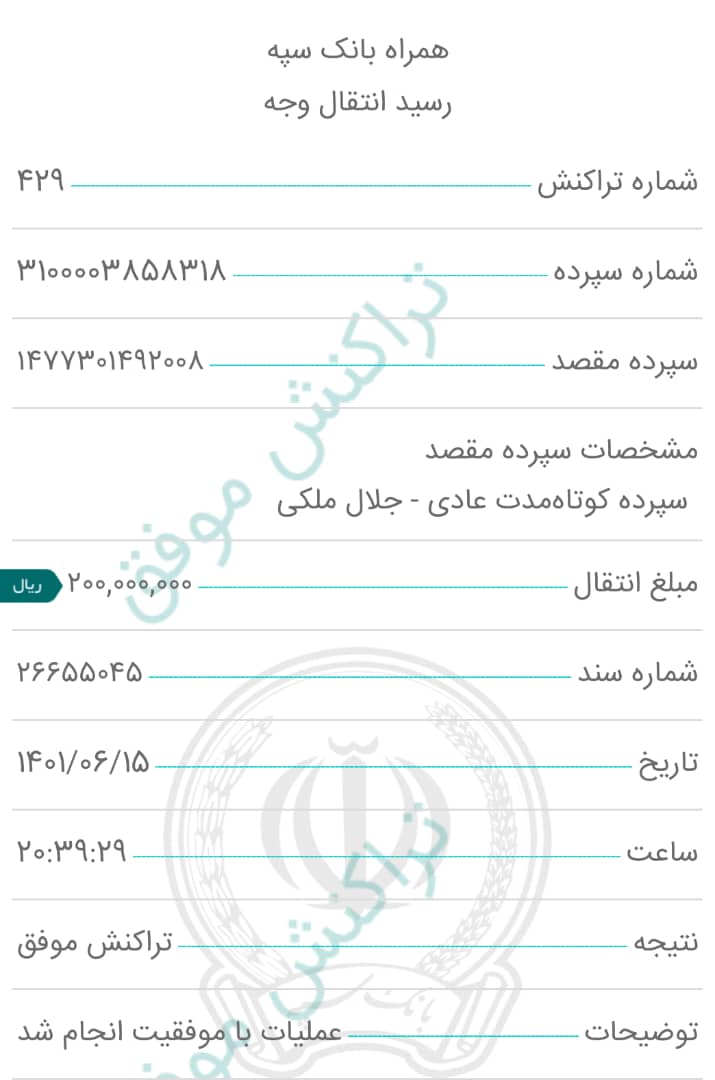 همراه بانک سپه
رسید انتقال وجه
شماره تراکنش ۴۲۹
شماره سپرده ۳۱۰۰۰۰۳۸۵۸۳۱۸
سپرده مقصد ۱۴۷۷۳۰۱۴۹۲۰۰۸
مشخصات سپرده مقصد
سپرده کوتاه‌مدت عادی - جلال ملکی
مبلغ انتقال ۲۰۰,۰۰۰,۰۰۰ ریال
شماره سند ۲۶۶۵۵۰۴۵
تاریخ ۱۴۰۱/۰۶/۱۵
ساعت ۲۰:۳۹:۲۹
نتیجه تراکنش موفق
توضیحات عملیات با موفقیت انجام شد
تراکنش موفق
تراکنش موفق
بانک سپه